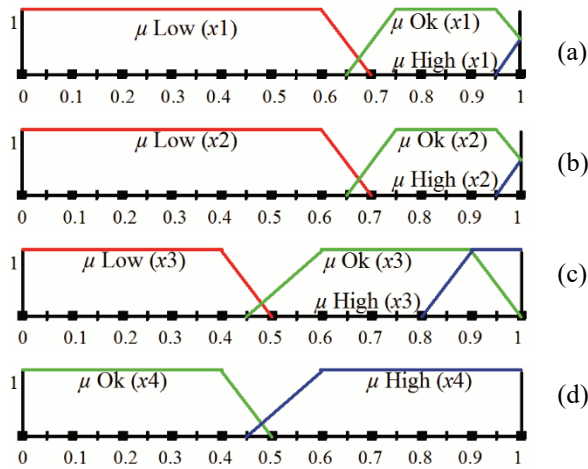 1 μ Low (x1) μ Ok (x1)
μ High (x1) (a)
0 0.1 0.2 0.3 0.4 0.5 0.6 0.7 0.8 0.9 1
1 μ Low (x2) μ Ok (x2)
μ High (x2) (b)
0 0.1 0.2 0.3 0.4 0.5 0.6 0.7 0.8 0.9 1
1 μ Low (x3) μ Ok (x3)
μ High (x3) (c)
0 0.1 0.2 0.3 0.4 0.5 0.6 0.7 0.8 0.9 1
1 μ Ok (x4) μ High (x4) (d)
0 0.1 0.2 0.3 0.4 0.5 0.6 0.7 0.8 0.9 1